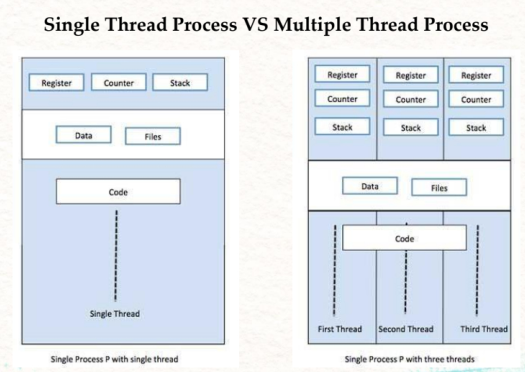 Single Thread Process VS Multiple Thread Process
Register Counter Stack
Data Files
Code
Single Thread
Single Process P with single thread
Register Register Register
Counter Counter Counter
Stack Stack Stack
Data Files
Code
First Thread Second Thread Third Thread
Single Process P with three threads